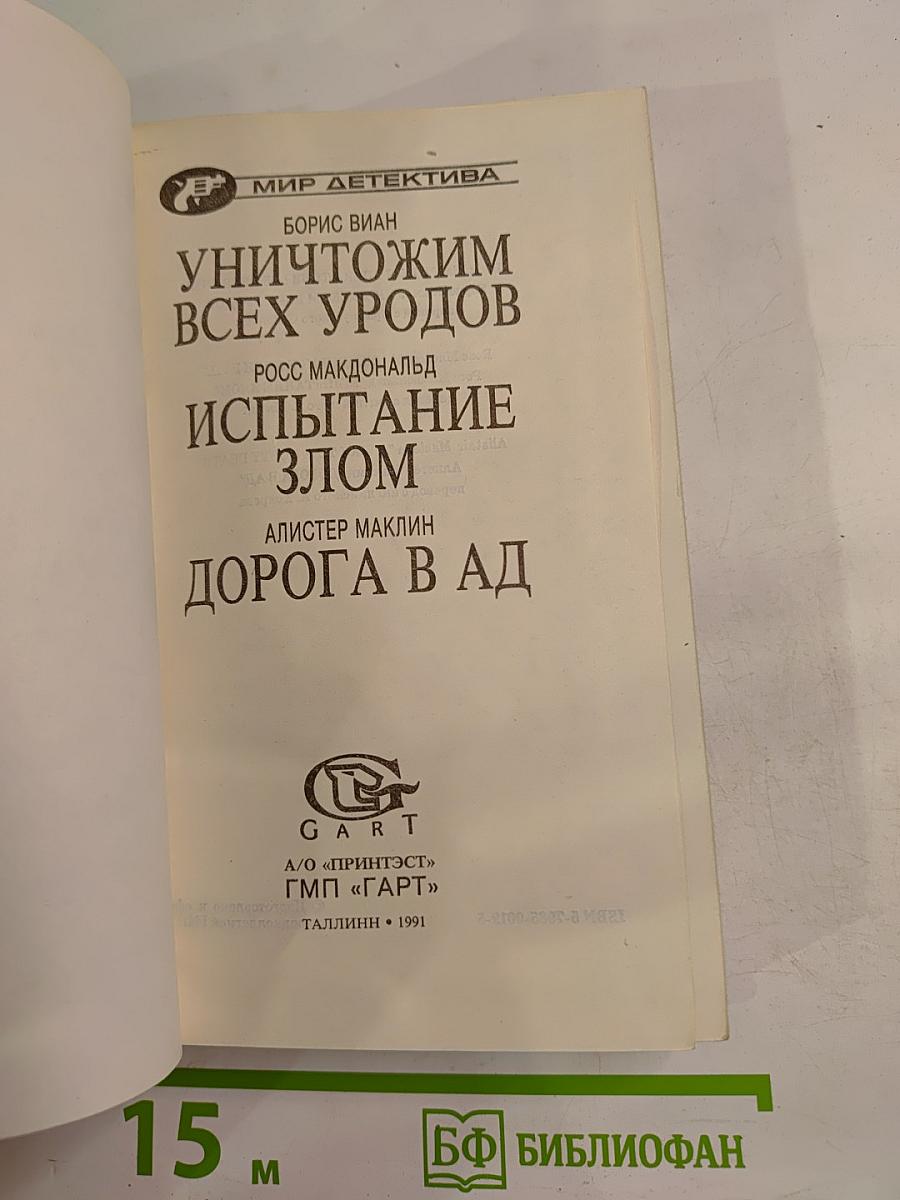 МИР ДЕТЕКТИВА
БОРИС ВИАН
УНИЧТОЖИМ
ВСЕХ УРОДОВ
РОСС МАКДОНАЛЬД
ИСПЫТАНИЕ
ЗЛОМ
АЛИСТЕР МАКЛИН
ДОРОГА В АД
GART
А/О «ПРИНТЭСТ»
ГМП «ГАРТ»
ТАЛЛИНН • 1991
15 м
БФ БИБЛИОФАН